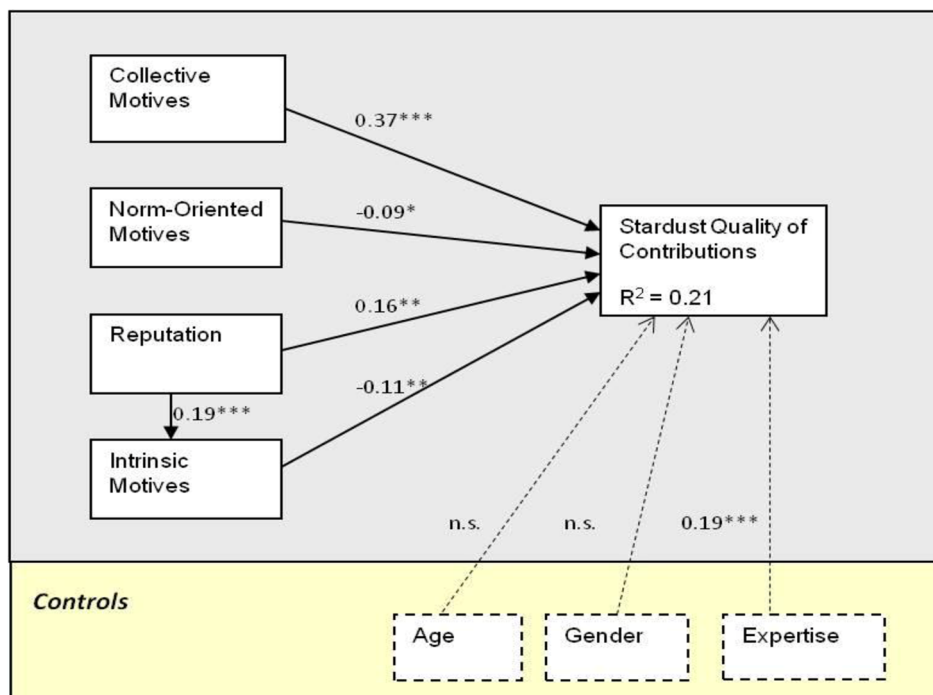 Collective
Motives
0.37***
Norm-Oriented
Motives
-0.09*
Stardust Quality of
Contributions
R² = 0.21
Reputation
0.16**
-0.11**
0.19***
Intrinsic
Motives
n.s.
n.s.
0.19***
Controls
Age
Gender
Expertise